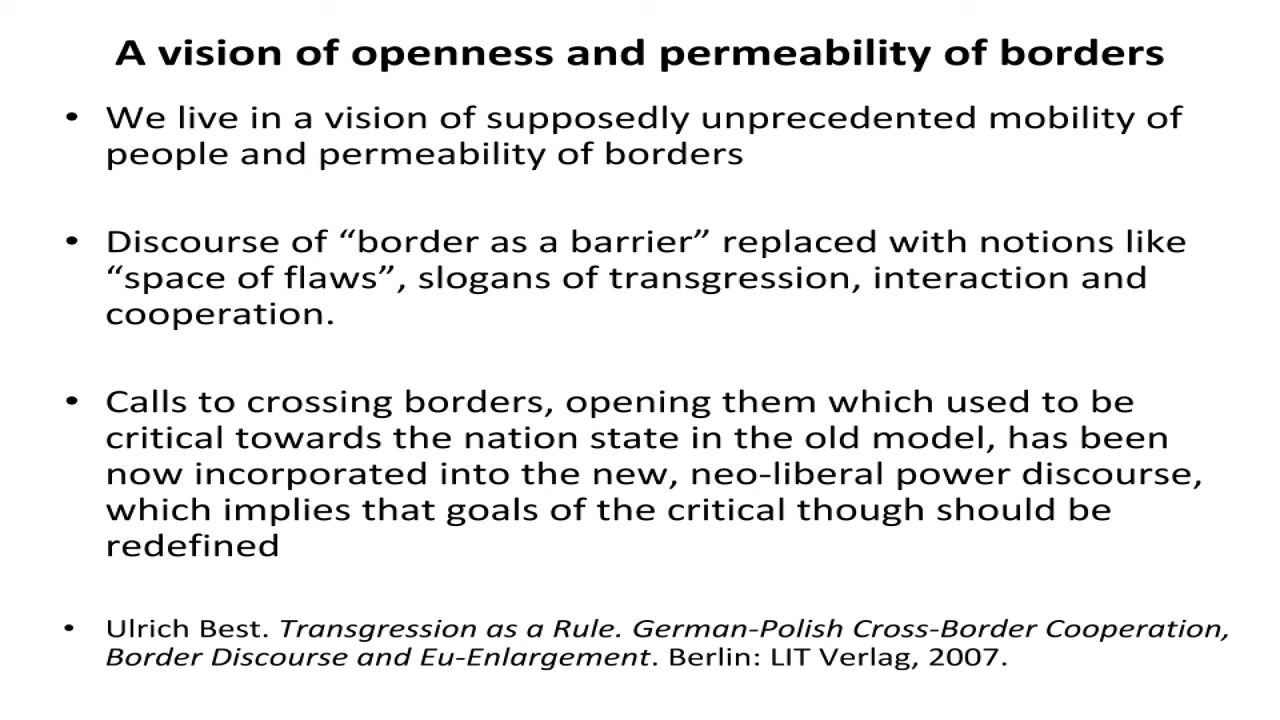 A vision of openness and permeability of borders
• We live in a vision of supposedly unprecedented mobility of
people and permeability of borders
• Discourse of “border as a barrier” replaced with notions like
“space of flaws”, slogans of transgression, interaction and
cooperation.
• Calls to crossing borders, opening them which used to be
critical towards the nation state in the old model, has been
now incorporated into the new, neo-liberal power discourse,
which implies that goals of the critical though should be
redefined
• Ulrich Best. Transgression as a Rule. German-Polish Cross-Border Cooperation,
Border Discourse and Eu-Enlargement. Berlin: LIT Verlag, 2007.